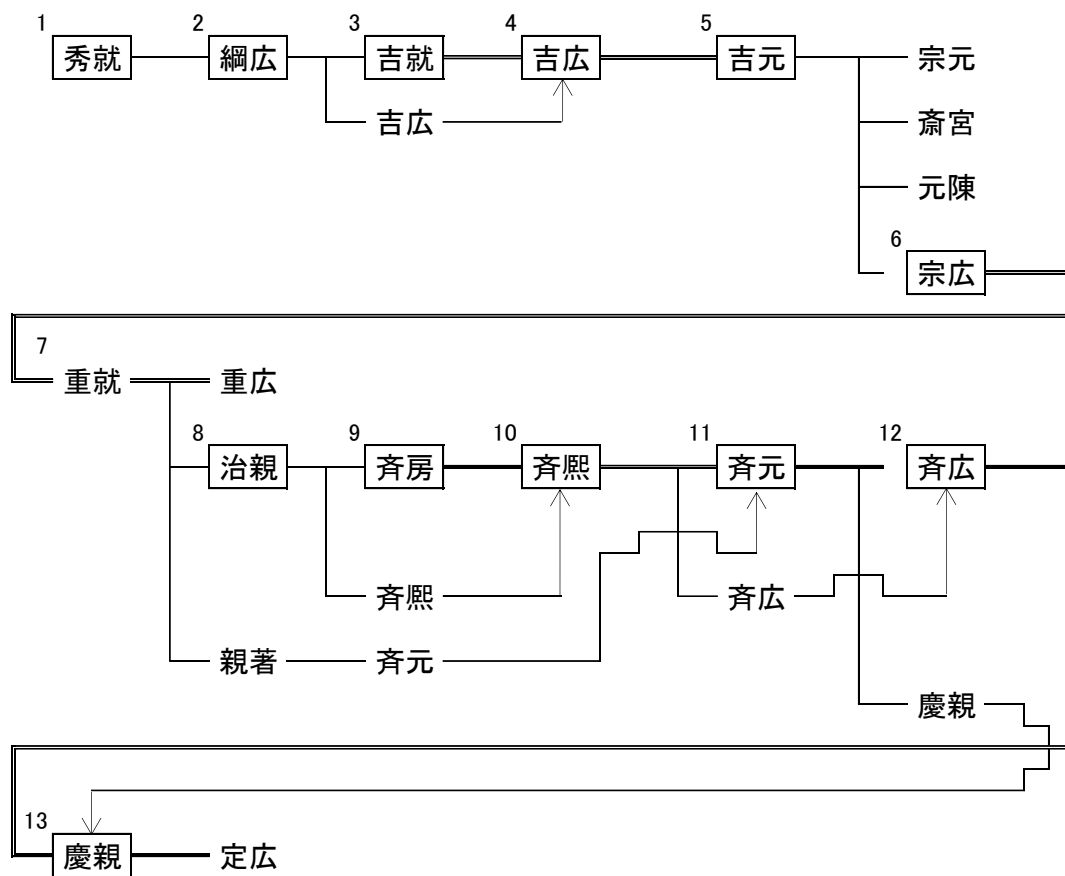 1 秀就
2 綱広
3 吉就
4 吉広
5 吉元
宗元
吉広
斎宮
元陳
6 宗広
7 重就
重広
8 治親
9 斉房
10 斉熙
11 斉元
12 斉広
斉熙
斉広
親著
斉元
慶親
13 慶親
定広